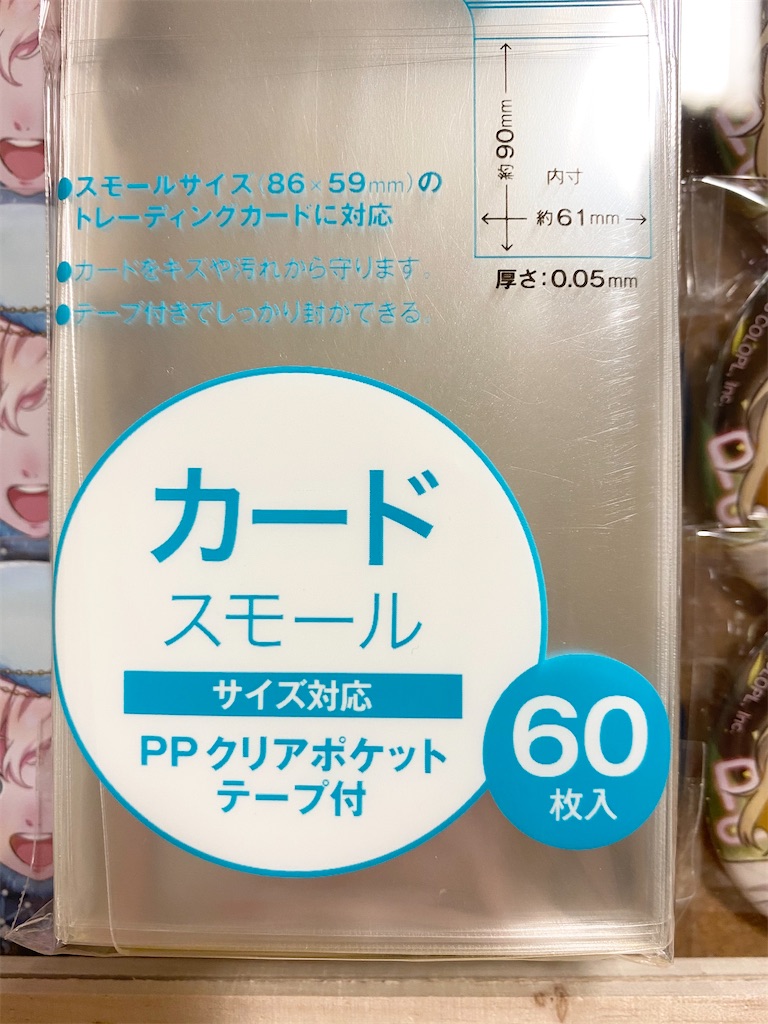 約90mm
内寸
約61mm
厚さ:0.05mm
●スモールサイズ(86×59mm)の
トレーディングカードに対応
●カードをキズや汚れから守ります。
●テープ付きでしっかり封ができる。
カード
スモール
サイズ対応
PPクリアポケット
テープ付
60
枚入
COLOPL, Inc.